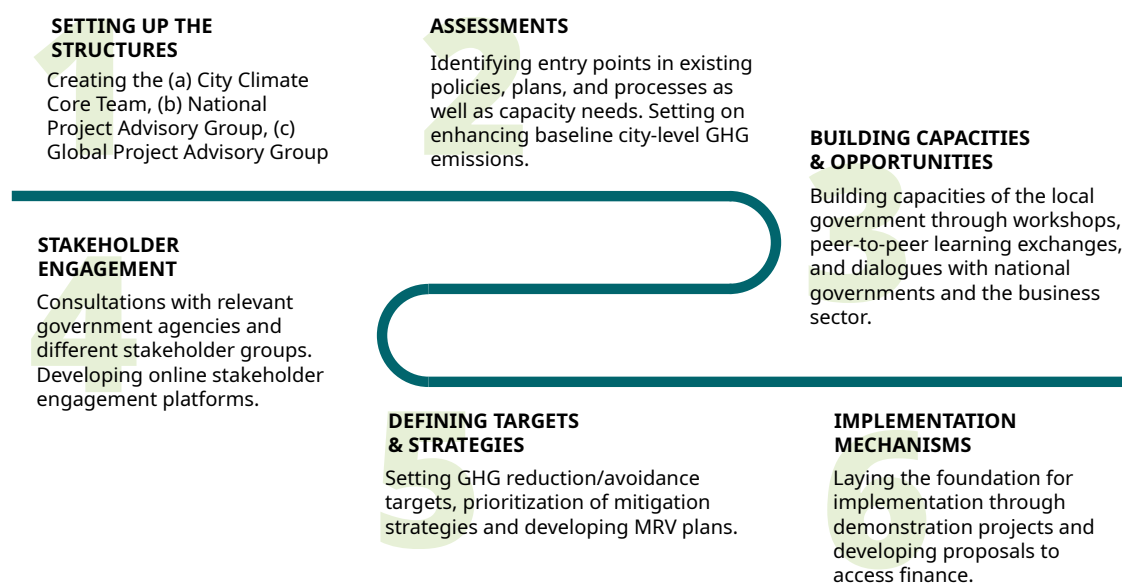 1
SETTING UP THE
STRUCTURES
Creating the (a) City Climate
Core Team, (b) National
Project Advisory Group, (c)
Global Project Advisory Group
2
ASSESSMENTS
Identifying entry points in existing
policies, plans, and processes as
well as capacity needs. Setting on
enhancing baseline city-level GHG
emissions.
3
BUILDING CAPACITIES
& OPPORTUNITIES
Building capacities of the local
government through workshops,
peer-to-peer learning exchanges,
and dialogues with national
governments and the business
sector.
4
STAKEHOLDER
ENGAGEMENT
Consultations with relevant
government agencies and
different stakeholder groups.
Developing online stakeholder
engagement platforms.
5
DEFINING TARGETS
& STRATEGIES
Setting GHG reduction/avoidance
targets, prioritization of mitigation
strategies and developing MRV plans.
6
IMPLEMENTATION
MECHANISMS
Laying the foundation for
implementation through
demonstration projects and
developing proposals to
access finance.